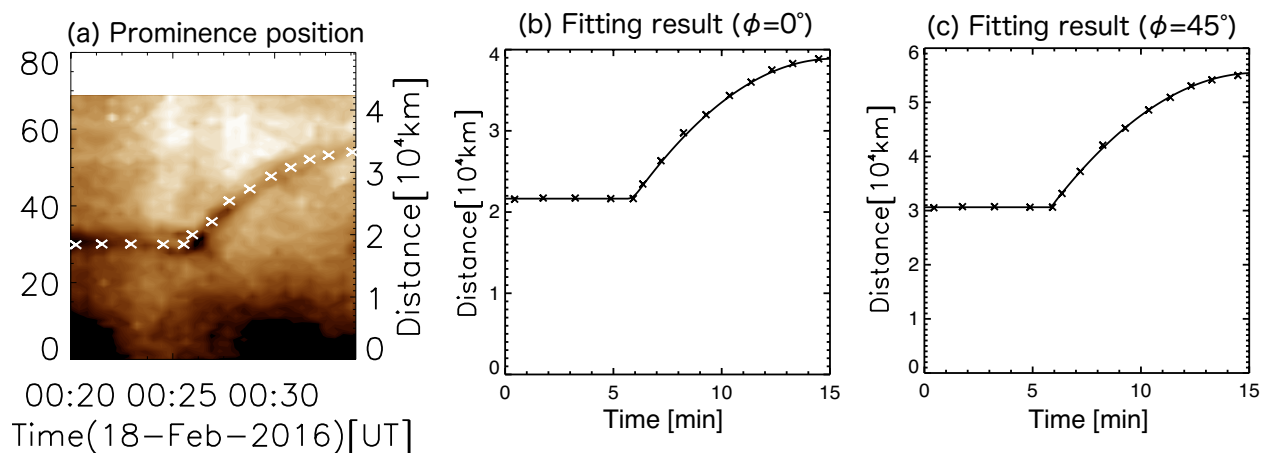 (a) Prominence position
80
60
40
20
0
4
3
2
1
0
Distance[10⁴km]
00:20 00:25 00:30
Time(18-Feb-2016)[UT]
(b) Fitting result (ϕ=0°)
4
3
2
1
0
Distance[10⁴km]
0 5 10 15
Time [min]
(c) Fitting result (ϕ=45°)
6
5
4
3
2
1
0
Distance[10⁴km]
0 5 10 15
Time [min]